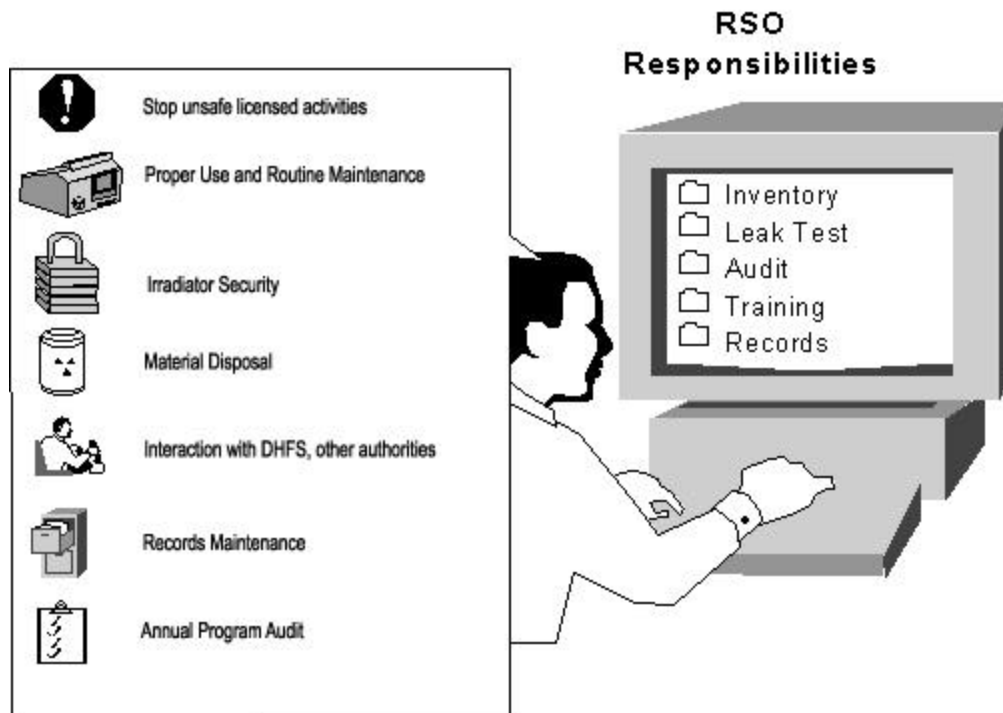 RSO
Responsibilities
Stop unsafe licensed activities
Proper Use and Routine Maintenance
Irradiator Security
Material Disposal
Interaction with DHFS, other authorities
Records Maintenance
Annual Program Audit
Inventory
Leak Test
Audit
Training
Records